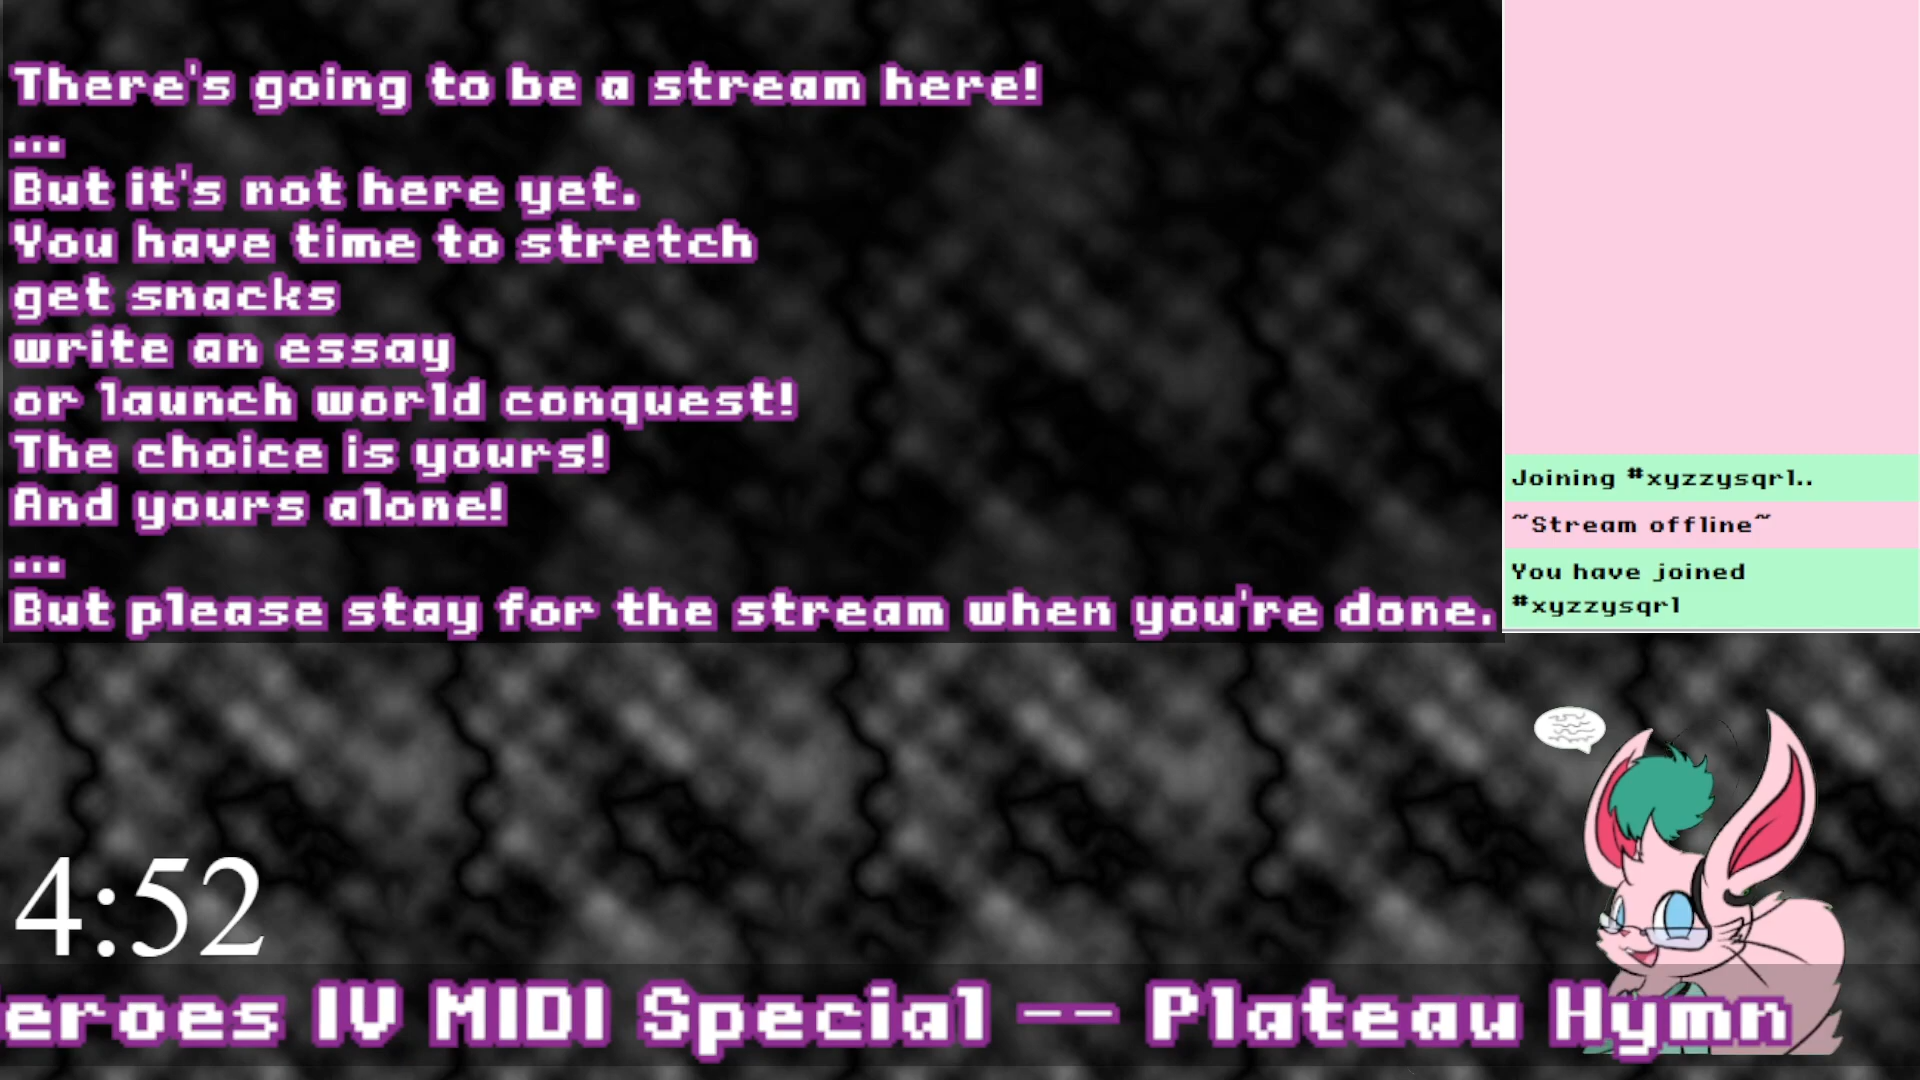 There's going to be a stream here!
...
But it's not here yet.
You have time to stretch
get snacks
write an essay
or launch world conquest!
The choice is yours!
And yours alone!
...
But please stay for the stream when you're done.
Joining #xyzzysqrl..
~Stream offline~
You have joined
#xyzzysqrl
4:52
eroes IV MIDI Special -- Plateau Hymn